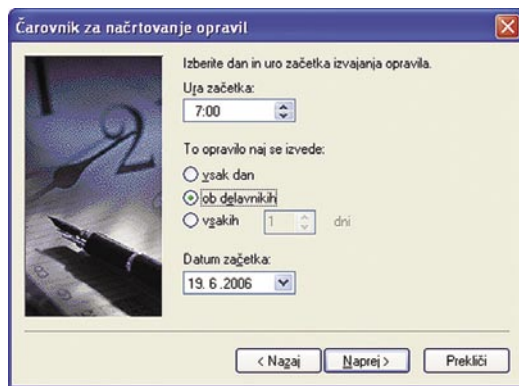 Čarovnik za načrtovanje opravil
Izberite dan in uro začetka izvajanja opravila.
Ura začetka:
7:00
To opravilo naj se izvede:
vsak dan
ob delavnikih
vsakih 1 dni
Datum začetka:
19. 6 .2006
< Nazaj Naprej > Prekliči
2